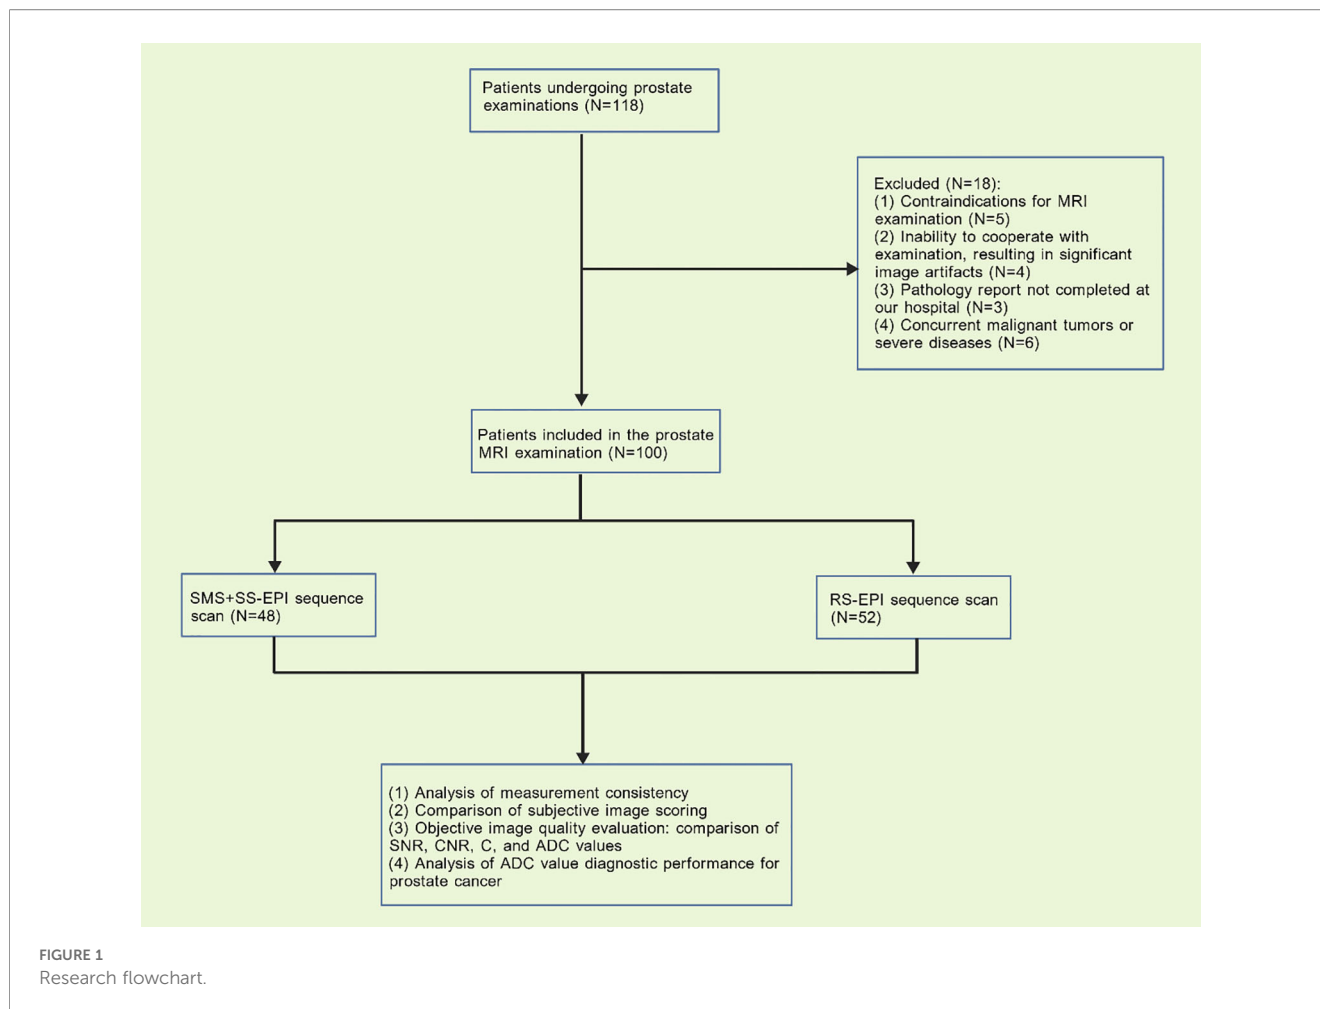 Patients undergoing prostate
examinations (N=118)
Excluded (N=18):
(1) Contraindications for MRI
examination (N=5)
(2) Inability to cooperate with
examination, resulting in significant
image artifacts (N=4)
(3) Pathology report not completed at
our hospital (N=3)
(4) Concurrent malignant tumors or
severe diseases (N=6)
Patients included in the prostate
MRI examination (N=100)
SMS+SS-EPI sequence
scan (N=48)
RS-EPI sequence scan
(N=52)
(1) Analysis of measurement consistency
(2) Comparison of subjective image scoring
(3) Objective image quality evaluation: comparison of
SNR, CNR, C, and ADC values
(4) Analysis of ADC value diagnostic performance for
prostate cancer
FIGURE 1
Research flowchart.